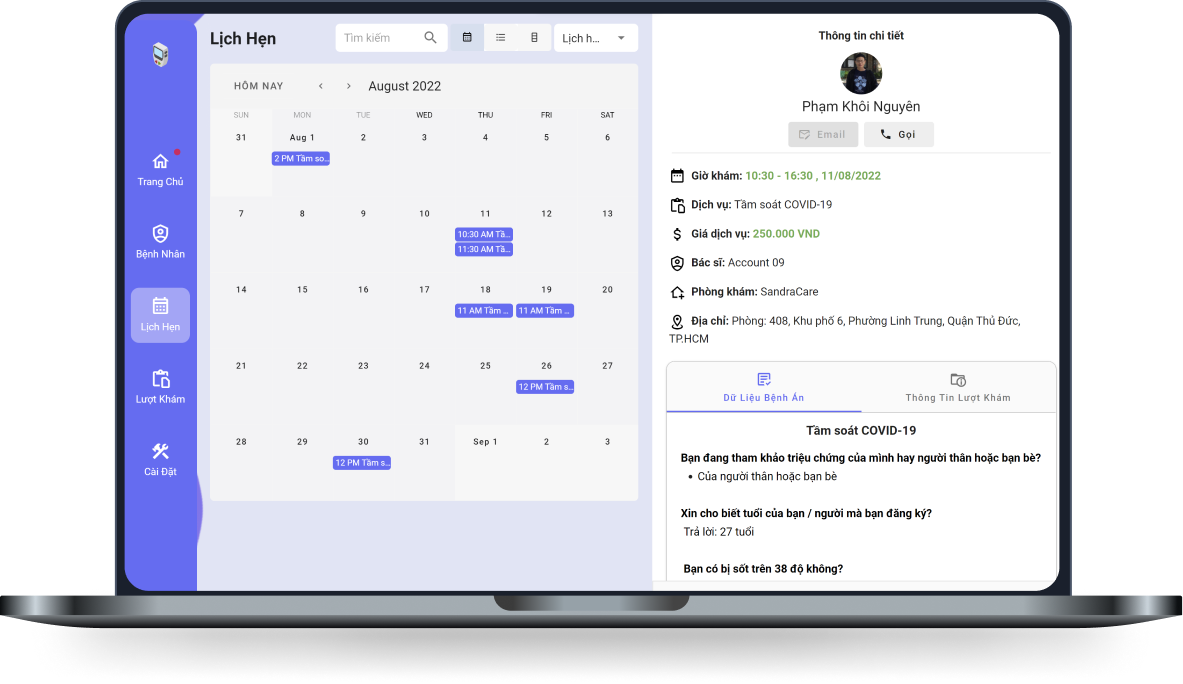 Lịch Hẹn
Tìm kiếm
Lịch h...
HÔM NAY
August 2022
SUN MON TUE WED THU FRI SAT
31 Aug 1 2 3 4 5 6
2 PM Tầm so...
7 8 9 10 11 12 13
10:30 AM Tầ...
11:30 AM Tầ...
14 15 16 17 18 19 20
11 AM Tầm ... 11 AM Tầm ...
21 22 23 24 25 26 27
12 PM Tầm s...
28 29 30 31 Sep 1 2 3
12 PM Tầm s...
Trang Chủ
Bệnh Nhân
Lịch Hẹn
Lượt Khám
Cài Đặt
Thông tin chi tiết
Phạm Khôi Nguyên
Email Gọi
Giờ khám: 10:30 - 16:30 , 11/08/2022
Dịch vụ: Tầm soát COVID-19
Giá dịch vụ: 250.000 VND
Bác sĩ: Account 09
Phòng khám: SandraCare
Địa chỉ: Phòng: 408, Khu phố 6, Phường Linh Trung, Quận Thủ Đức,
TP.HCM
Dữ Liệu Bệnh Án Thông Tin Lượt Khám
Tầm soát COVID-19
Bạn đang tham khảo triệu chứng của mình hay người thân hoặc bạn bè?
• Của người thân hoặc bạn bè
Xin cho biết tuổi của bạn / người mà bạn đăng ký?
Trả lời: 27 tuổi
Bạn có bị sốt trên 38 độ không?